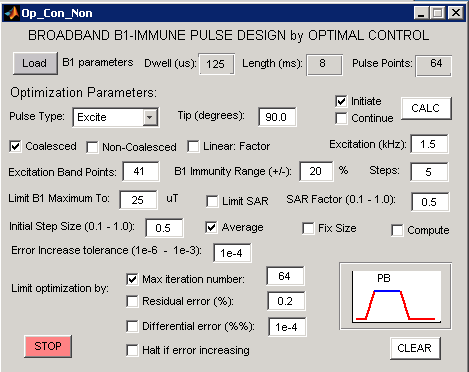 Op_Con_Non
BROADBAND B1-IMMUNE PULSE DESIGN by OPTIMAL CONTROL
Load B1 parameters Dwell (us): 125 Length (ms): 8 Pulse Points: 64
Optimization Parameters:
Initiate
Pulse Type: Excite Tip (degrees): 90.0 Continue CALC
Coalesced Non-Coalesced Linear: Factor Excitation (kHz): 1.5
Excitation Band Points: 41 B1 Immunity Range (+/-): 20 % Steps: 5
Limit B1 Maximum To: 25 uT Limit SAR SAR Factor (0.1 - 1.0): 0.5
Initial Step Size (0.1 - 1.0): 0.5 Average Fix Size Compute
Error Increase tolerance (1e-6 - 1e-3): 1e-4
Limit optimization by: Max iteration number: 64
Residual error (%): 0.2
Differential error (%%): 1e-4
Halt if error increasing
PB
STOP CLEAR